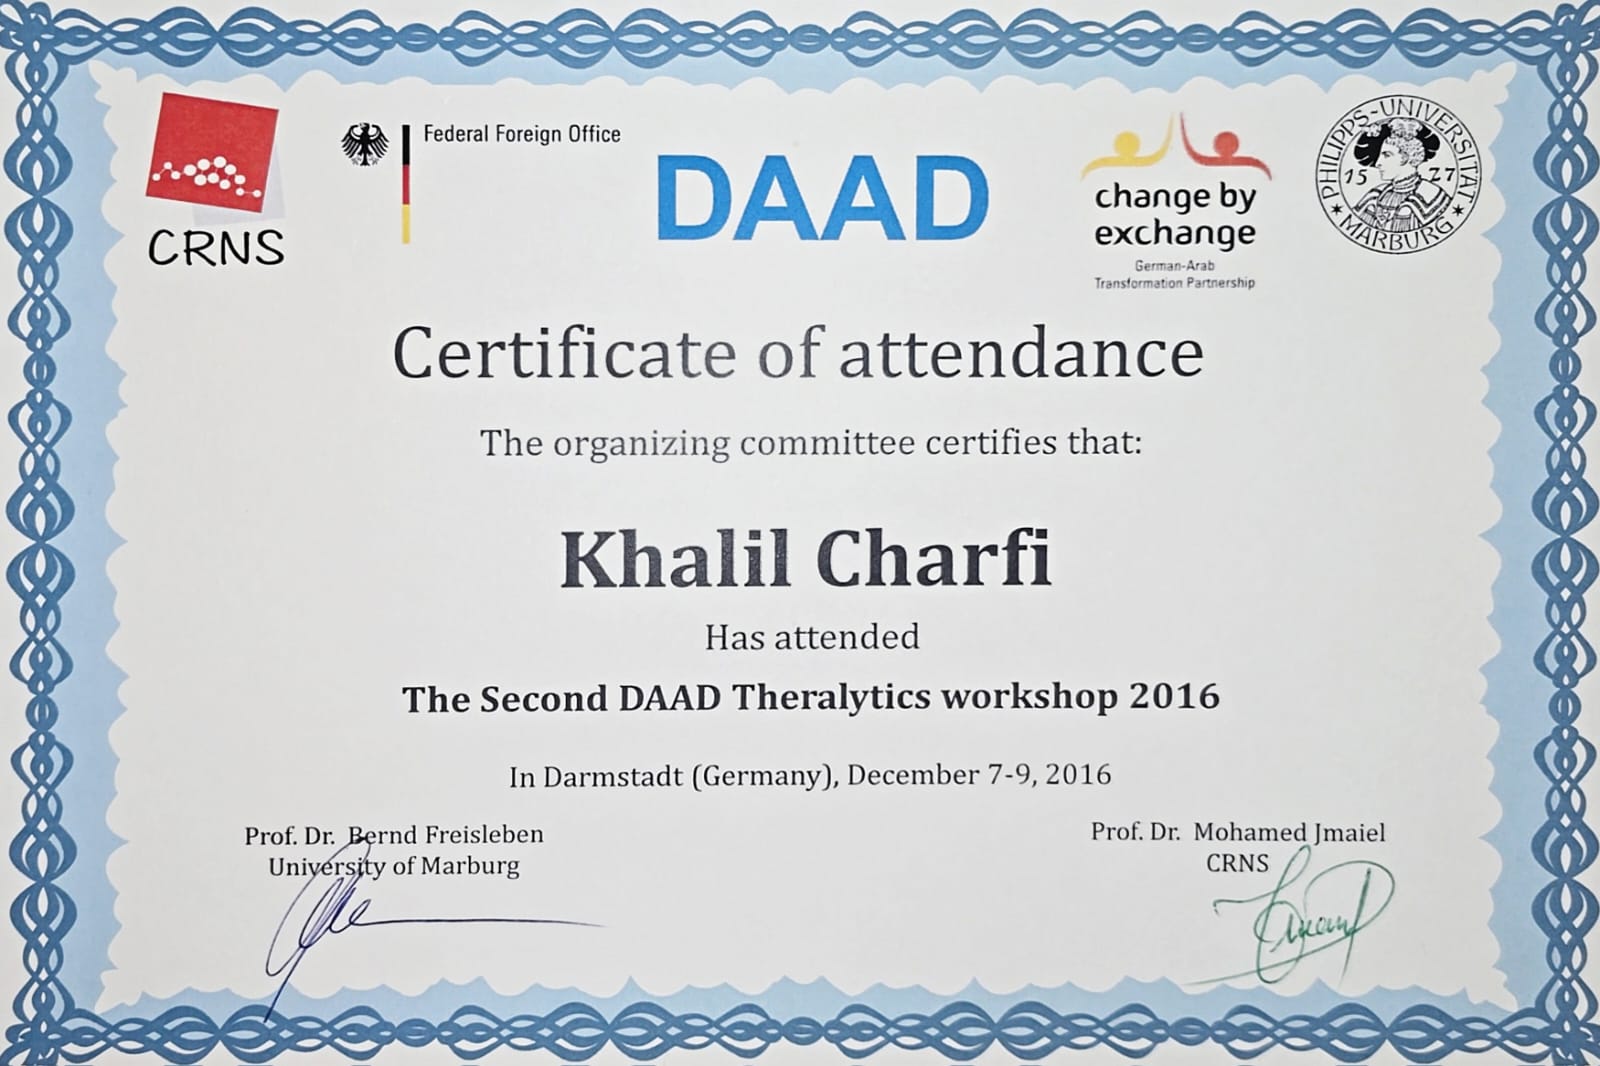 CRNS
Federal Foreign Office
DAAD
change by
exchange
German-Arab
Transformation Partnership
PHILIPPS-UNIVERSITÄT
15 27
MARBURG
Certificate of attendance
The organizing committee certifies that:
Khalil Charfi
Has attended
The Second DAAD Theralytics workshop 2016
In Darmstadt (Germany), December 7-9, 2016
Prof. Dr. Bernd Freisleben
University of Marburg
Prof. Dr. Mohamed Jmaiel
CRNS